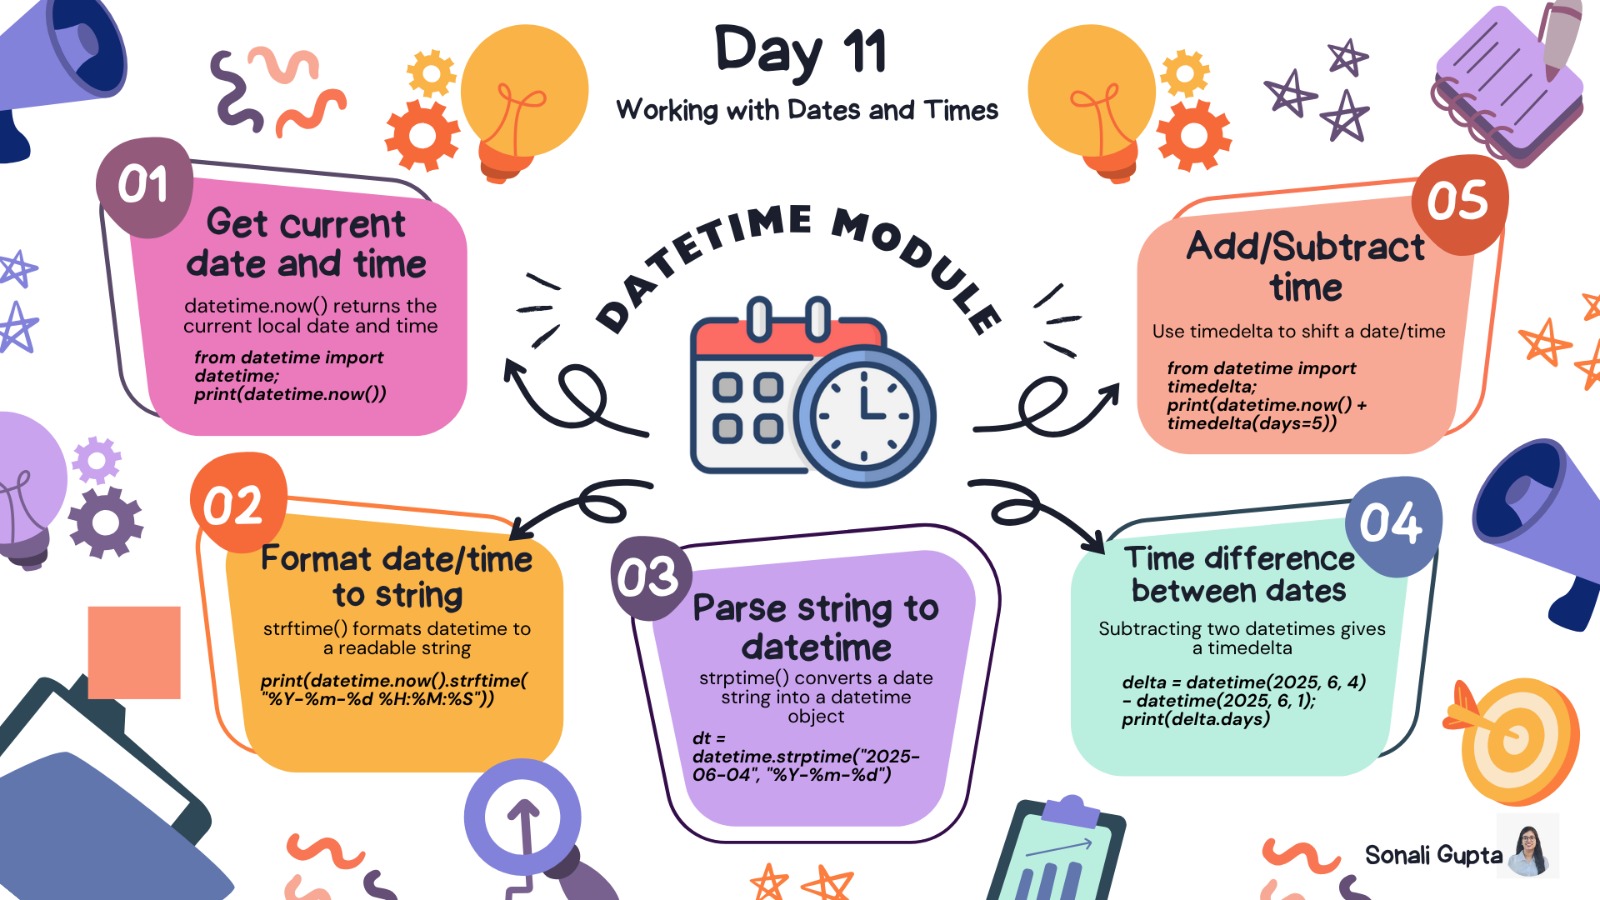 Day 11
Working with Dates and Times
DATETIME MODULE
01
Get current
date and time
datetime.now() returns the
current local date and time
from datetime import
datetime;
print(datetime.now())
02
Format date/time
to string
strftime() formats datetime to
a readable string
print(datetime.now().strftime(
"%Y-%m-%d %H:%M:%S"))
03
Parse string to
datetime
strptime() converts a date
string into a datetime
object
dt =
datetime.strptime("2025-
06-04", "%Y-%m-%d")
04
Time difference
between dates
Subtracting two datetimes gives
a timedelta
delta = datetime(2025, 6, 4)
- datetime(2025, 6, 1);
print(delta.days)
05
Add/Subtract
time
Use timedelta to shift a date/time
from datetime import
timedelta;
print(datetime.now() +
timedelta(days=5))
Sonali Gupta